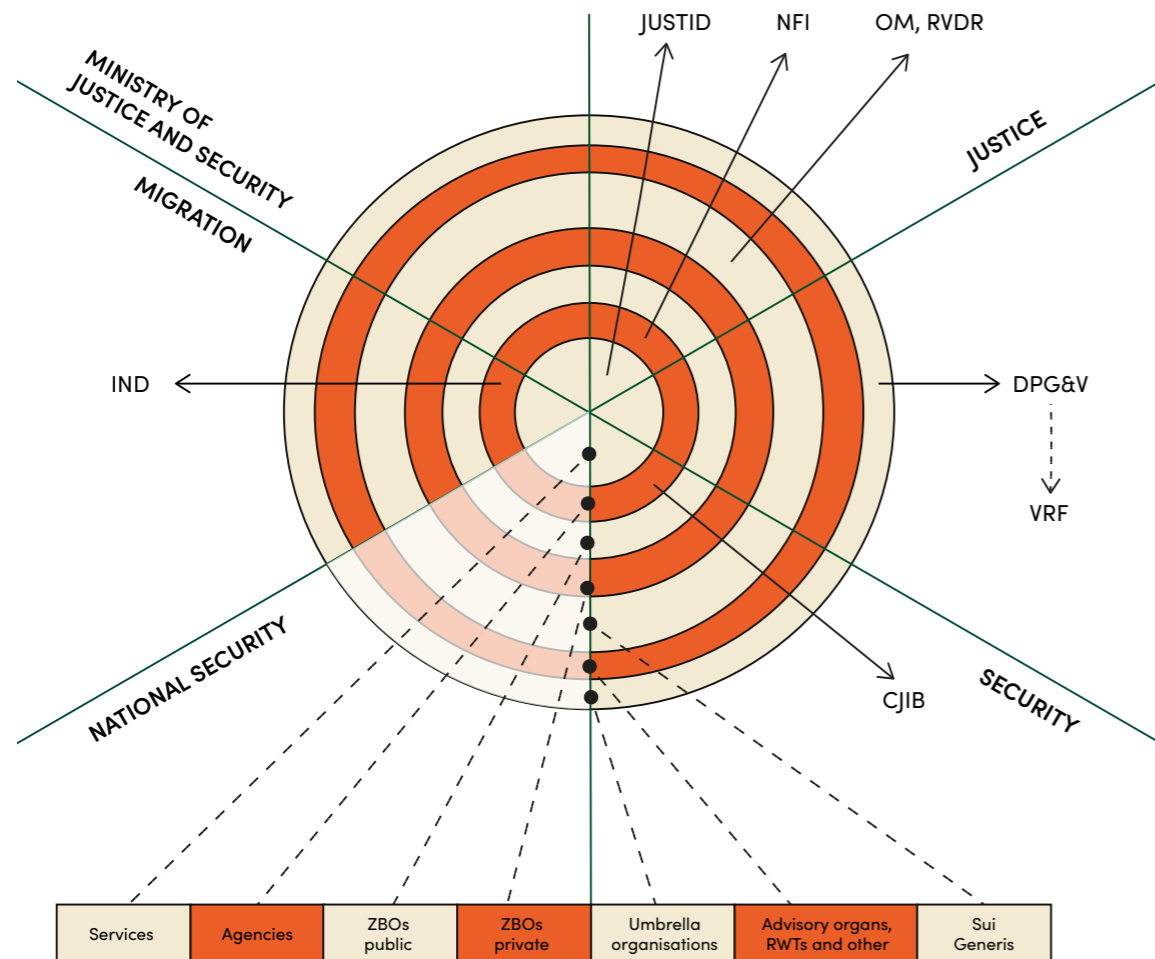 JUSTID
NFI
OM, RVDR
MINISTRY OF
JUSTICE AND SECURITY
MIGRATION
JUSTICE
IND
DPG&V
VRF
NATIONAL SECURITY
SECURITY
CJIB
Services
Agencies
ZBOs
public
ZBOs
private
Umbrella
organisations
Advisory organs,
RWTs and other
Sui
Generis